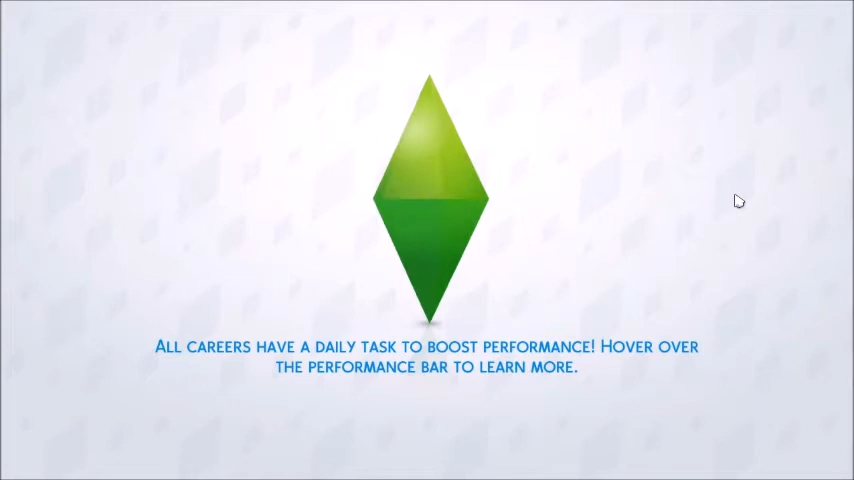 All careers have a daily task to boost performance! Hover over
the performance bar to learn more.